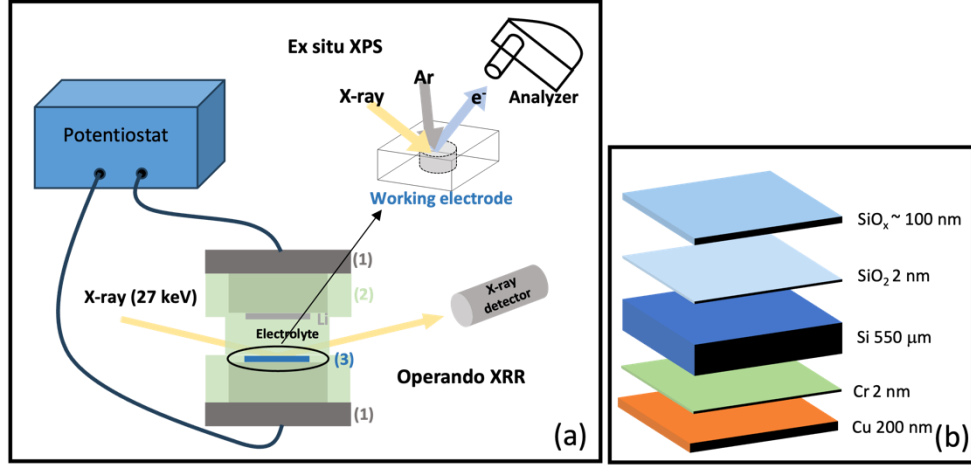 Ex situ XPS
Ar
X-ray
e-
Analyzer
Potentiostat
Working electrode
(1)
X-ray (27 keV)
(2)
Li
Electrolyte
X-ray
detector
(3)
Operando XRR
(1)
(a)
SiOx ~ 100 nm
SiO2 2 nm
Si 550 μm
Cr 2 nm
Cu 200 nm
(b)